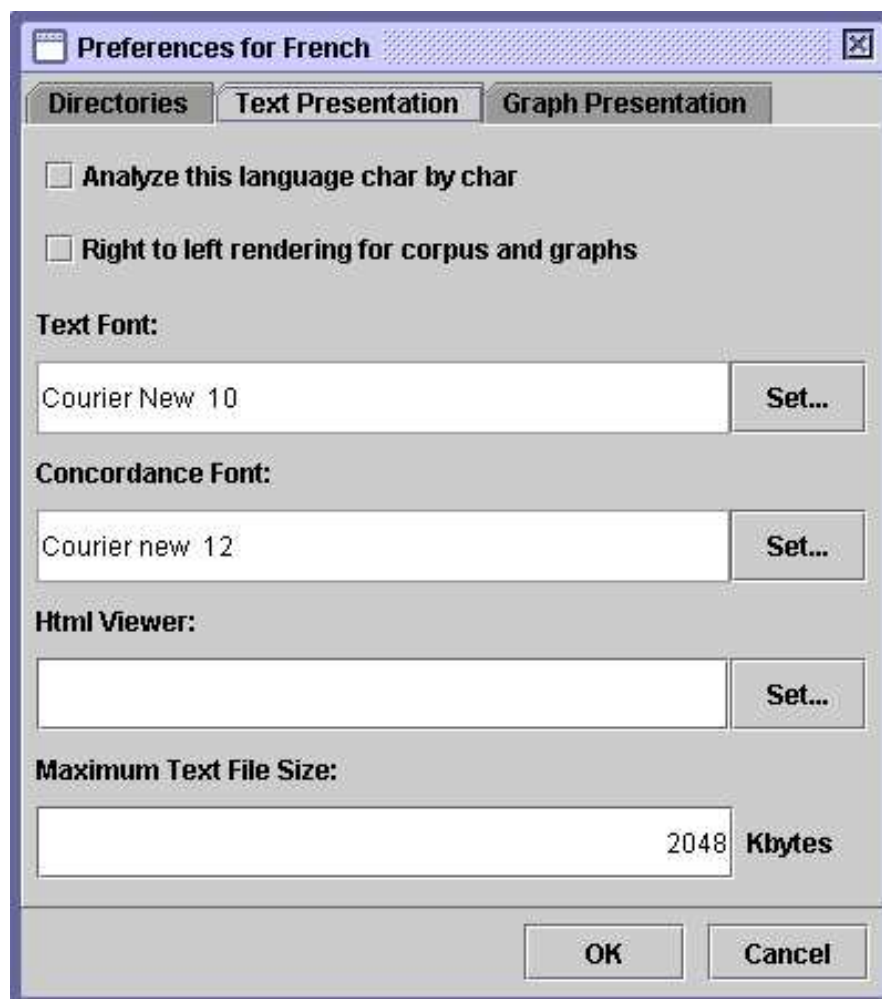 Preferences for French
Directories Text Presentation Graph Presentation
Analyze this language char by char
Right to left rendering for corpus and graphs
Text Font:
Courier New 10 Set...
Concordance Font:
Courier new 12 Set...
Html Viewer:
Set...
Maximum Text File Size:
2048 Kbytes
OK Cancel